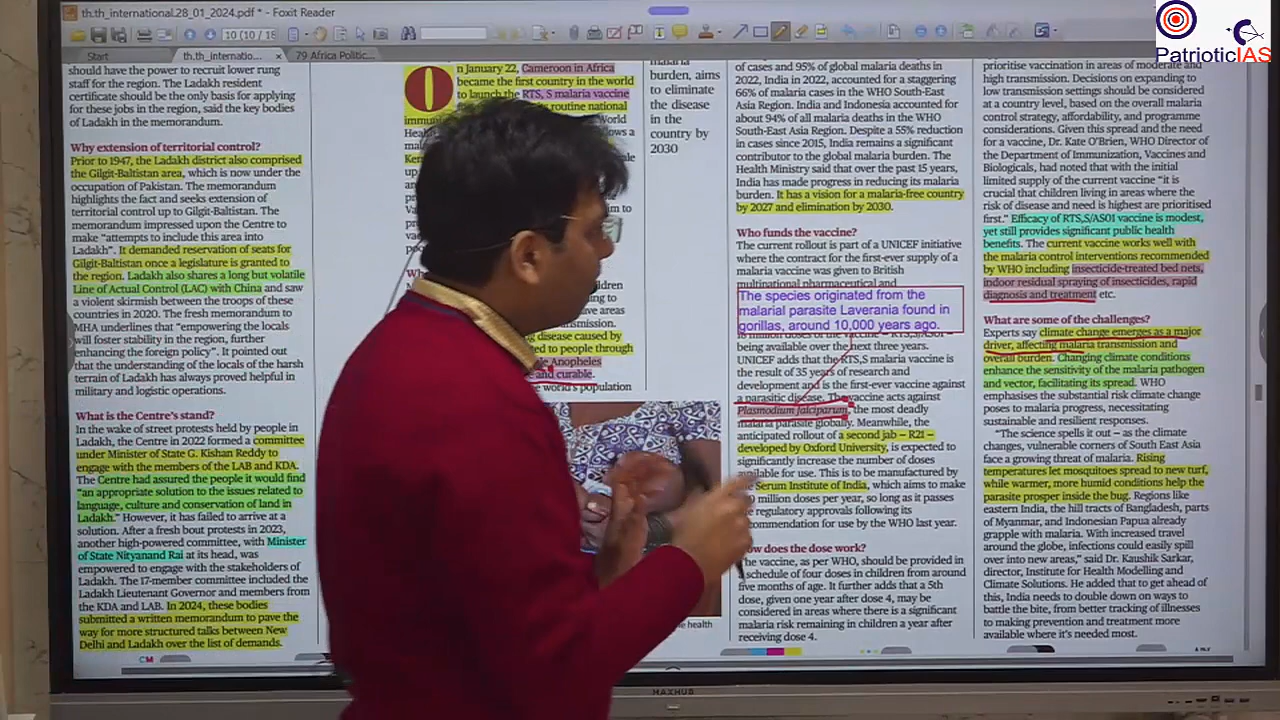 th.th_international.28_01_2024.pdf * - Foxit Reader
10 (10 / 18
Start
th.th_internatio...
79 Africa Politic...
PatrioticIAS
should have the power to recruit lower rung
staff for the region. The Ladakh resident
certificate should be the only basis for applying
for these jobs in the region, said the key bodies
of Ladakh in the memorandum.
Why extension of territorial control?
Prior to 1947, the Ladakh district also comprised
the Gilgit-Baltistan area, which is now under the
occupation of Pakistan. The memorandum
highlights the fact and seeks extension of
territorial control up to Gilgit-Baltistan. The
memorandum impressed upon the Centre to
make "attempts to include this area into
Ladakh". It demanded reservation of seats for
Gilgit-Baltistan once a legislature is granted to
the region. Ladakh also shares a long but volatile
Line of Actual Control (LAC) with China and saw
a violent skirmish between the troops of these
countries in 2020. The fresh memorandum to
MHA underlines that "empowering the locals
will foster stability in the region, further
enhancing the foreign policy". It pointed out
that the understanding of the locals of the harsh
terrain of Ladakh has always proved helpful in
military and logistic operations.
What is the Centre's stand?
In the wake of street protests held by people in
Ladakh, the Centre in 2022 formed a committee
under Minister of State G. Kishan Reddy to
engage with the members of the LAB and KDA.
The Centre had assured the people it would find
"an appropriate solution to the issues related to
language, culture and conservation of land in
Ladakh." However, it has failed to arrive at a
solution. After a fresh bout protests in 2023,
another high-powered committee, with Minister
of State Nityanand Rai at its head, was
empowered to engage with the stakeholders of
Ladakh. The 17-member committee included the
Ladakh Lieutenant Governor and members from
the KDA and LAB. In 2024, these bodies
submitted a written memorandum to pave the
way for more structured talks between New
Delhi and Ladakh over the list of demands.
CM
O
n January 22, Cameroon in Africa
became the first country in the world
to launch the RTS, S malaria vaccine
routine national
immuni
World
lows a
disease caused by
to people through
Anopheles
and curable.
world's population
health
burden, aims
to eliminate
the disease
in the
country by
2030
of cases and 95% of global malaria deaths in
2022, India in 2022, accounted for a staggering
66% of malaria cases in the WHO South-East
Asia Region. India and Indonesia accounted for
about 94% of all malaria deaths in the WHO
South-East Asia Region. Despite a 55% reduction
in cases since 2015, India remains a significant
contributor to the global malaria burden. The
Health Ministry said that over the past 15 years,
India has made progress in reducing its malaria
burden. It has a vision for a malaria-free country
by 2027 and elimination by 2030.
Who funds the vaccine?
The current rollout is part of a UNICEF initiative
where the contract for the first-ever supply of a
malaria vaccine was given to British
multinational pharmaceutical and
The species originated from the
malarial parasite Laverania found in
gorillas, around 10,000 years ago.
being available over the next three years.
UNICEF adds that the RTS,S malaria vaccine is
the result of 35 years of research and
development and is the first-ever vaccine against
a parasitic disease. The vaccine acts against
Plasmodium falciparum, the most deadly
malaria parasite globally. Meanwhile, the
anticipated rollout of a second jab – R21 –
developed by Oxford University, is expected to
significantly increase the number of doses
available for use. This is to be manufactured by
Serum Institute of India, which aims to make
million doses per year, so long as it passes
regulatory approvals following its
recommendation for use by the WHO last year.
How does the dose work?
The vaccine, as per WHO, should be provided in
a schedule of four doses in children from around
five months of age. It further adds that a 5th
dose, given one year after dose 4, may be
considered in areas where there is a significant
malaria risk remaining in children a year after
receiving dose 4.
prioritise vaccination in areas of moderate and
high transmission. Decisions on expanding to
low transmission settings should be considered
at a country level, based on the overall malaria
control strategy, affordability, and programme
considerations. Given this spread and the need
for a vaccine, Dr. Kate O'Brien, WHO Director of
the Department of Immunization, Vaccines and
Biologicals, had noted that with the initial
limited supply of the current vaccine "it is
crucial that children living in areas where the
risk of disease and need is highest are prioritised
first." Efficacy of RTS,S/AS01 vaccine is modest,
yet still provides significant public health
benefits. The current vaccine works well with
the malaria control interventions recommended
by WHO including insecticide-treated bed nets,
indoor residual spraying of insecticides, rapid
diagnosis and treatment etc.
What are some of the challenges?
Experts say climate change emerges as a major
driver, affecting malaria transmission and
overall burden. Changing climate conditions
enhance the sensitivity of the malaria pathogen
and vector, facilitating its spread. WHO
emphasises the substantial risk climate change
poses to malaria progress, necessitating
sustainable and resilient responses.
"The science spells it out – as the climate
changes, vulnerable corners of South East Asia
face a growing threat of malaria. Rising
temperatures let mosquitoes spread to new turf,
while warmer, more humid conditions help the
parasite prosper inside the bug. Regions like
eastern India, the hill tracts of Bangladesh, parts
of Myanmar, and Indonesian Papua already
grapple with malaria. With increased travel
around the globe, infections could easily spill
over into new areas," said Dr. Kaushik Sarkar,
director, Institute for Health Modelling and
Climate Solutions. He added that to get ahead of
this, India needs to double down on ways to
battle the bite, from better tracking of illnesses
to making prevention and treatment more
available where it's needed most.
MAXHUB